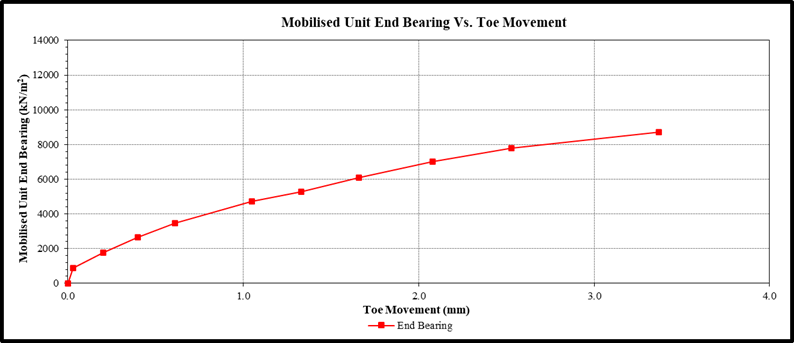 Mobilised Unit End Bearing Vs. Toe Movement
Mobilised Unit End Bearing (kN/m²)
14000
12000
10000
8000
6000
4000
2000
0
0.0 1.0 2.0 3.0 4.0
Toe Movement (mm)
End Bearing